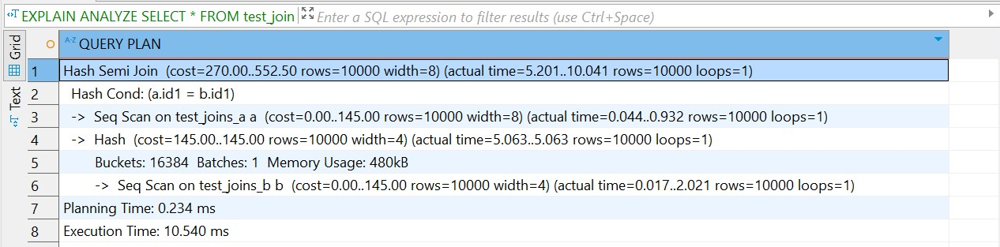 EXPLAIN ANALYZE SELECT * FROM test_join Enter a SQL expression to filter results (use Ctrl+Space)
Grid
Text
A-Z QUERY PLAN
1 Hash Semi Join (cost=270.00..552.50 rows=10000 width=8) (actual time=5.201..10.041 rows=10000 loops=1)
2 Hash Cond: (a.id1 = b.id1)
3 -> Seq Scan on test_joins_a a (cost=0.00..145.00 rows=10000 width=8) (actual time=0.044..0.932 rows=10000 loops=1)
4 -> Hash (cost=145.00..145.00 rows=10000 width=4) (actual time=5.063..5.063 rows=10000 loops=1)
5 Buckets: 16384 Batches: 1 Memory Usage: 480kB
6 -> Seq Scan on test_joins_b b (cost=0.00..145.00 rows=10000 width=4) (actual time=0.017..2.021 rows=10000 loops=1)
7 Planning Time: 0.234 ms
8 Execution Time: 10.540 ms